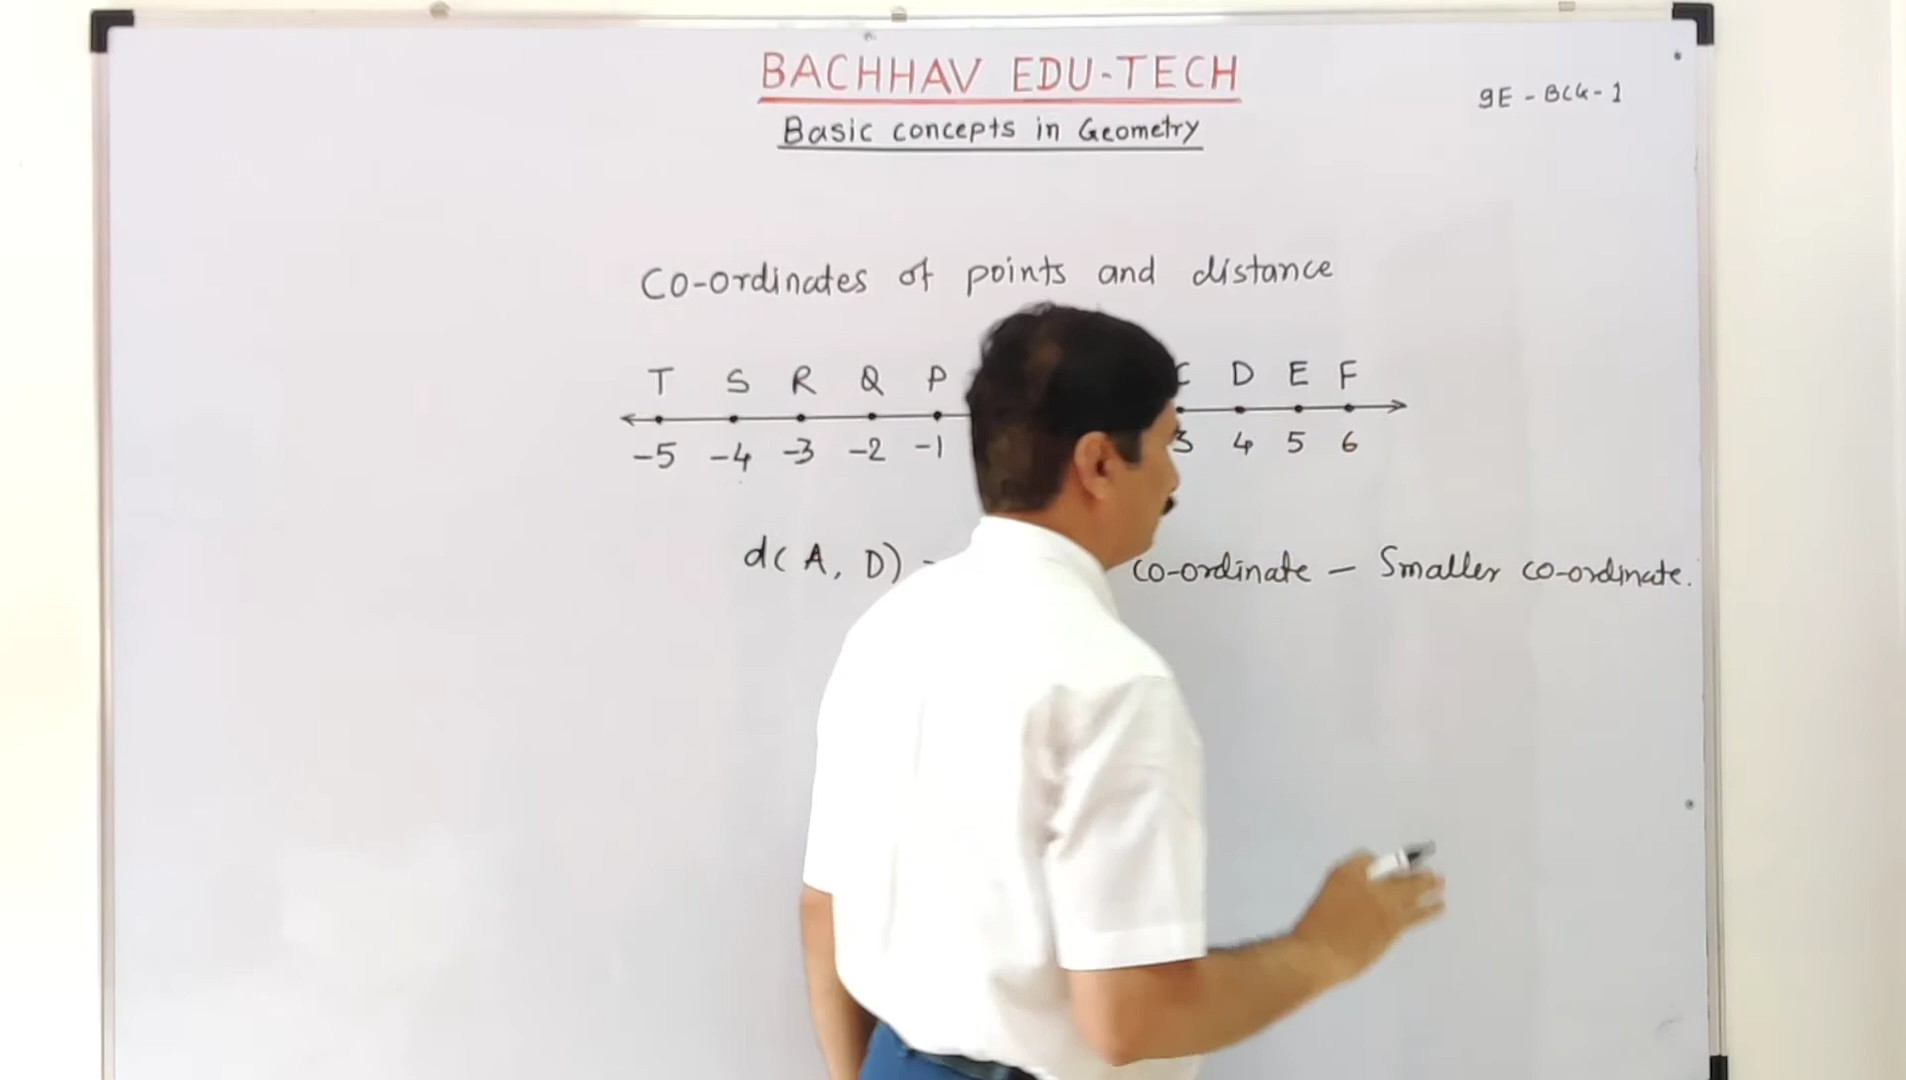 BACHHAV EDU-TECH
9E - BCG - 1
Basic concepts in Geometry
Co-ordinates of points and distance
T S R Q P D E F
-5 -4 -3 -2 -1 3 4 5 6
d( A, D) co-ordinate - Smaller co-ordinate.